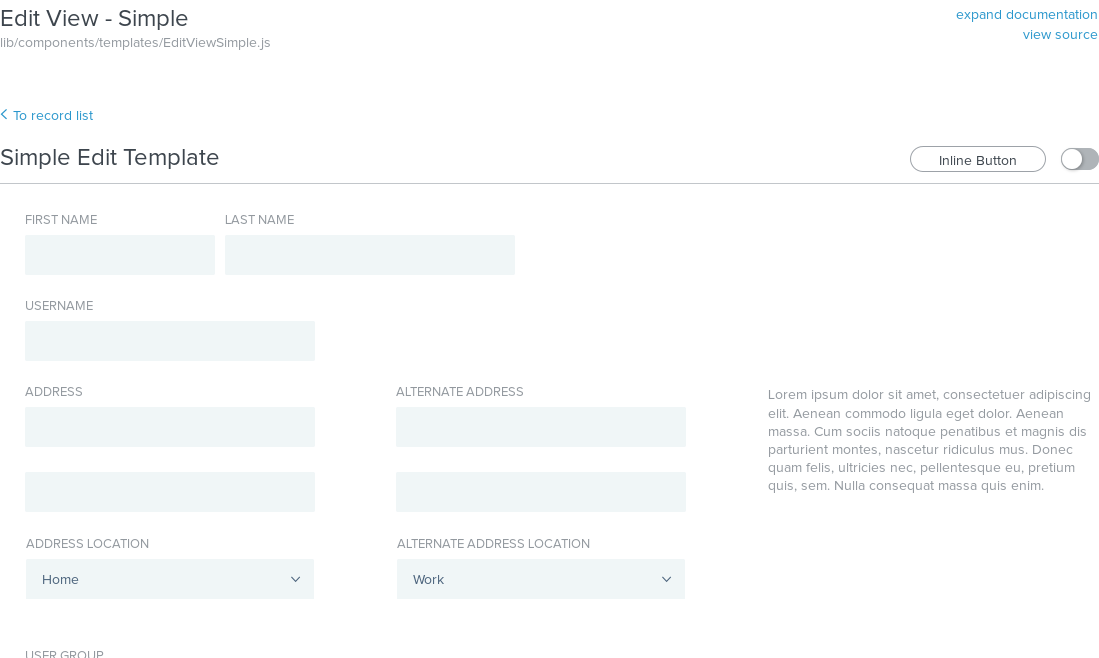 Edit View - Simple
expand documentation
lib/components/templates/EditViewSimple.js
view source
To record list
Simple Edit Template
Inline Button
FIRST NAME
LAST NAME
USERNAME
ADDRESS
ALTERNATE ADDRESS
Lorem ipsum dolor sit amet, consectetuer adipiscing
elit. Aenean commodo ligula eget dolor. Aenean
massa. Cum sociis natoque penatibus et magnis dis
parturient montes, nascetur ridiculus mus. Donec
quam felis, ultricies nec, pellentesque eu, pretium
quis, sem. Nulla consequat massa quis enim.
ADDRESS LOCATION
ALTERNATE ADDRESS LOCATION
Home
Work
USER GROUP